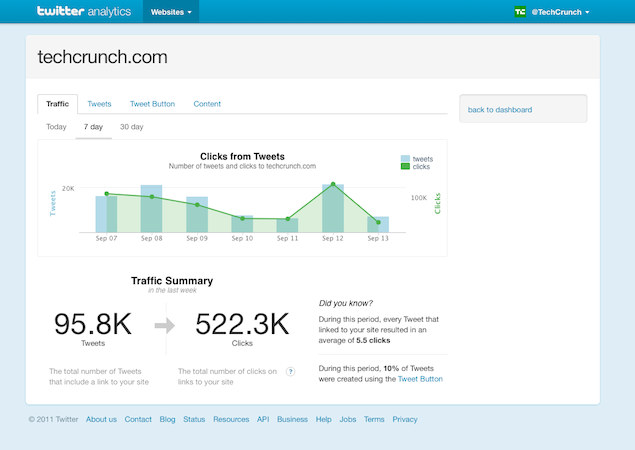 twitter analytics Websites @TechCrunch
techcrunch.com
Traffic Tweets Tweet Button Content
back to dashboard
Today 7 day 30 day
Clicks from Tweets
Number of tweets and clicks to techcrunch.com
tweets
clicks
Tweets
20K
100K
Clicks
Sep 07 Sep 08 Sep 09 Sep 10 Sep 11 Sep 12 Sep 13
Traffic Summary
in the last week
95.8K
Tweets
522.3K
Clicks
The total number of Tweets
that include a link to your site
The total number of clicks on
links to your site
?
Did you know?
During this period, every Tweet that
linked to your site resulted in an
average of 5.5 clicks
During this period, 10% of Tweets
were created using the Tweet Button
© 2011 Twitter About us Contact Blog Status Resources API Business Help Jobs Terms Privacy